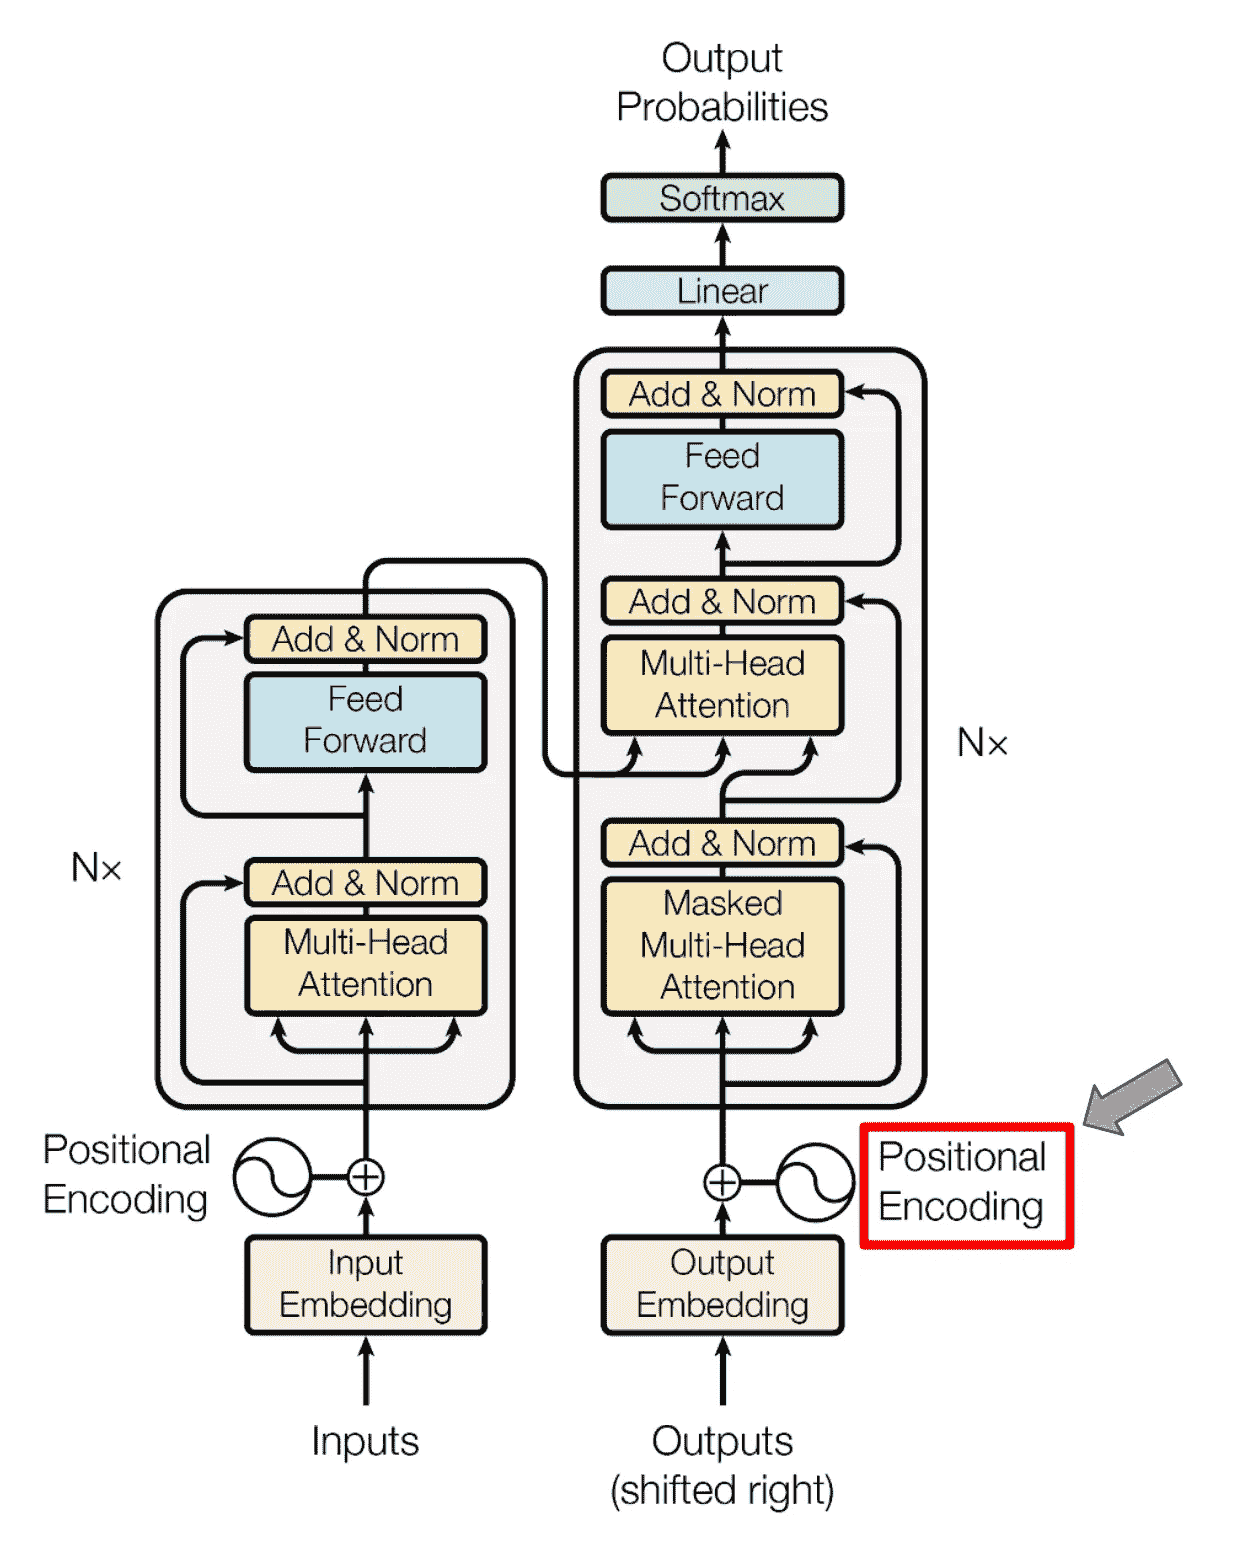 Output
Probabilities
Softmax
Linear
Add & Norm
Feed
Forward
Add & Norm
Multi-Head
Attention
Nx
Add & Norm
Masked
Multi-Head
Attention
Add & Norm
Feed
Forward
Nx
Add & Norm
Multi-Head
Attention
Positional
Encoding
Positional
Encoding
Input
Embedding
Output
Embedding
Inputs
Outputs
(shifted right)